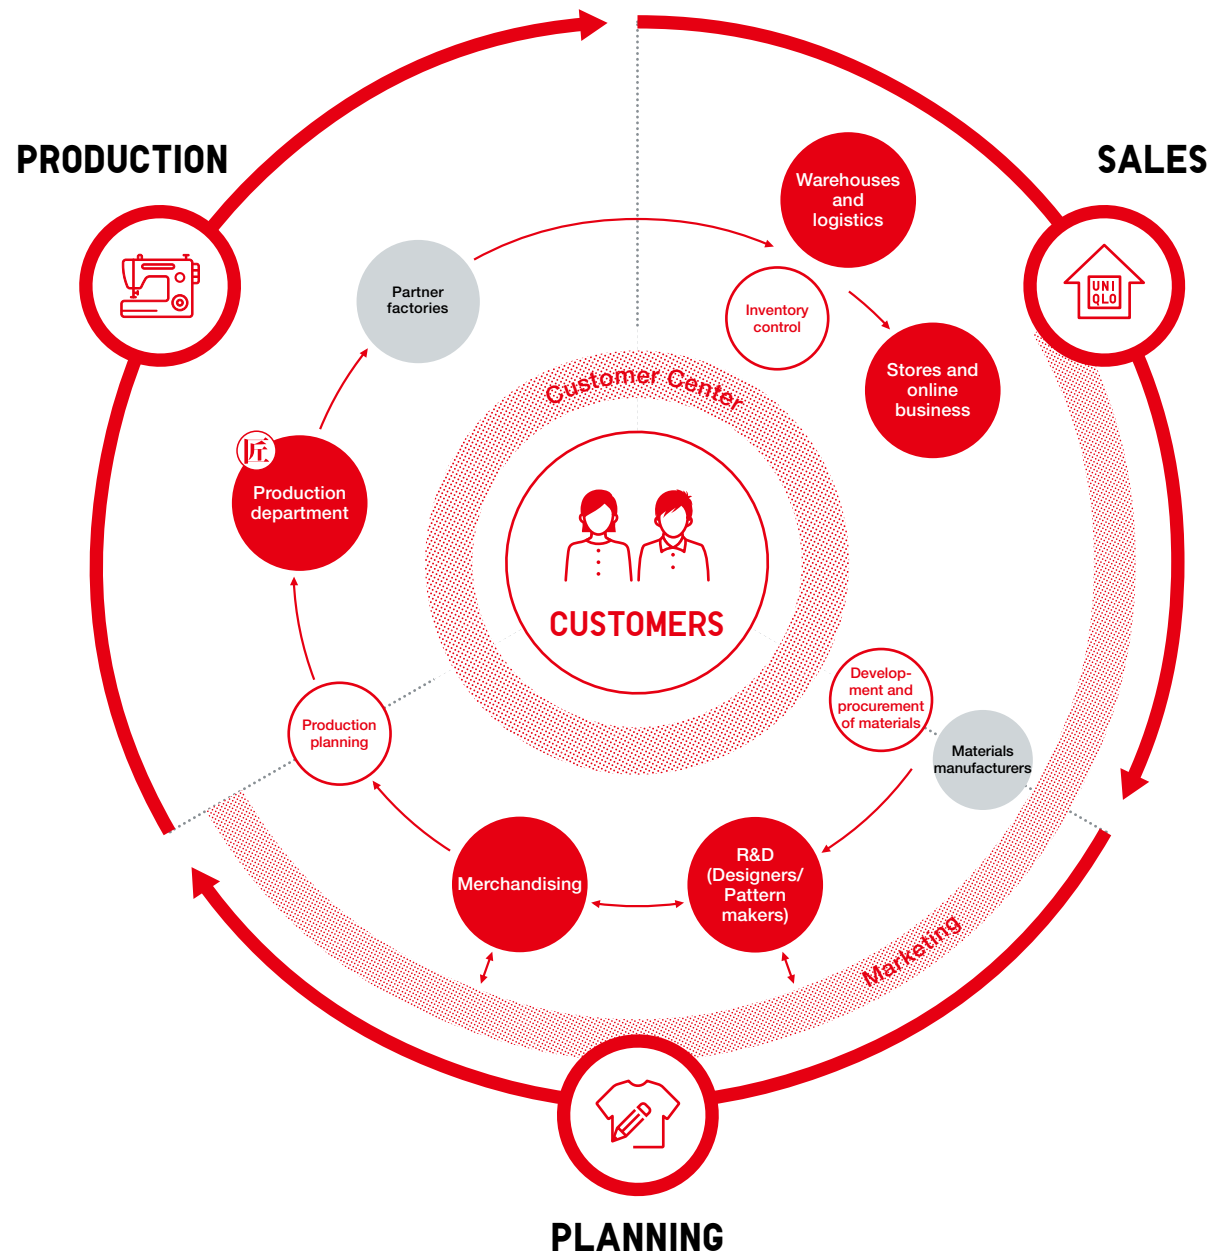 PRODUCTION
SALES
Warehouses
and
logistics
Partner
factories
Inventory
control
UNI
QLO
Stores and
online
business
Customer Center
匠
Production
department
CUSTOMERS
Develop-
ment and
procurement
of materials
Materials
manufacturers
Production
planning
Merchandising
R&D
(Designers/
Pattern
makers)
Marketing
PLANNING